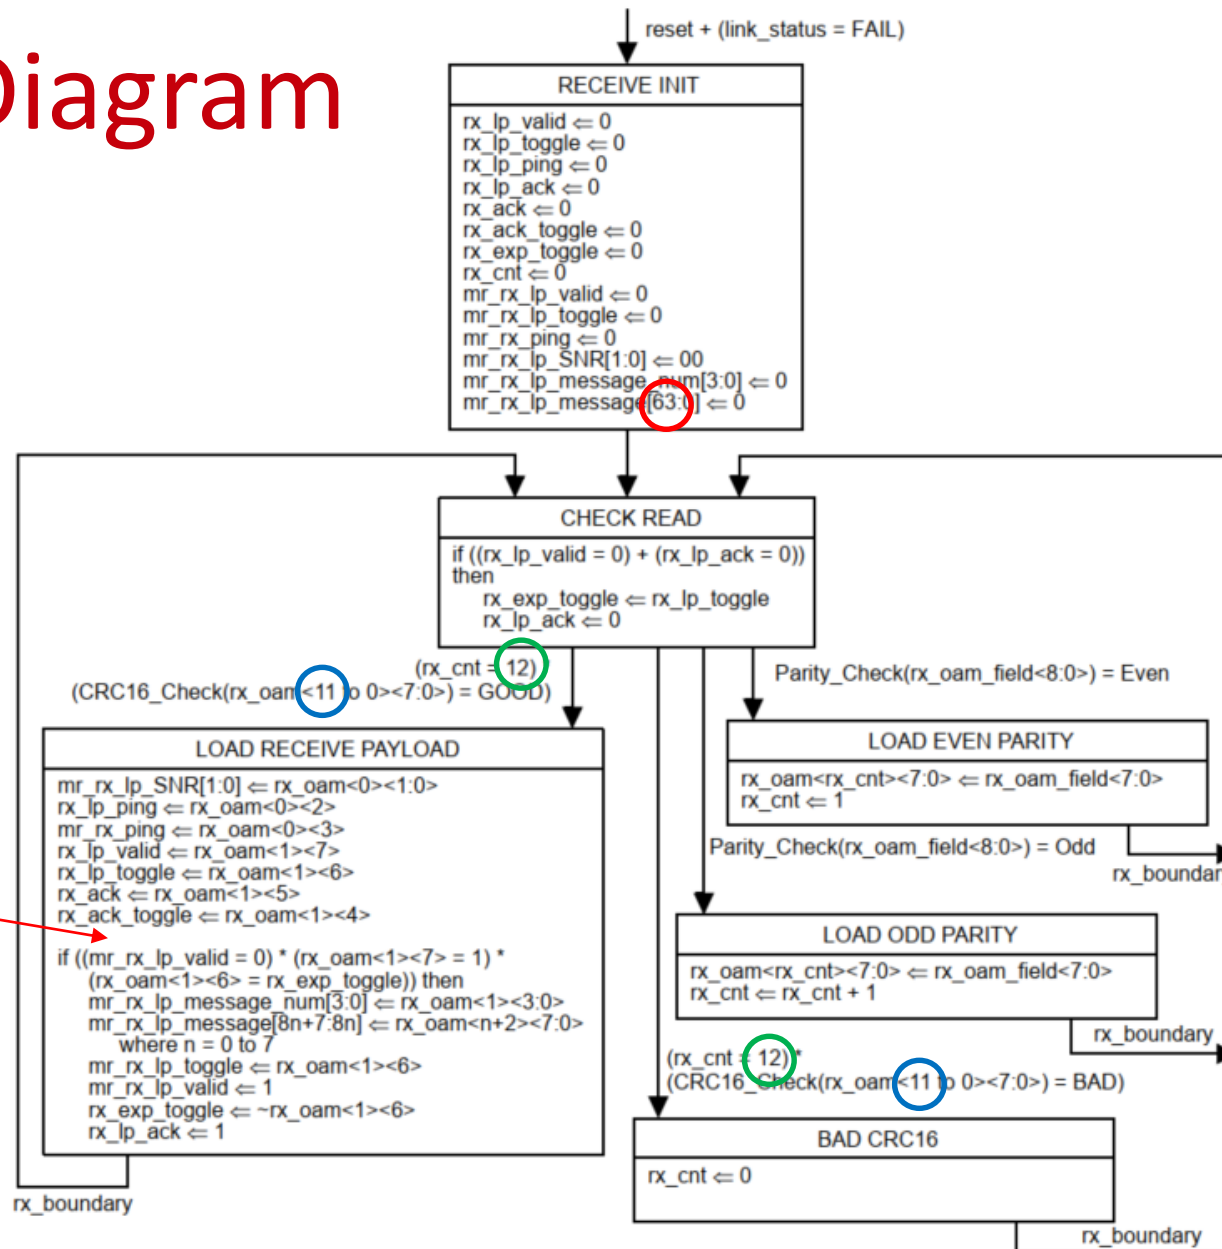 Diagram
reset + (link_status = FAIL)
RECEIVE INIT
rx_lp_valid ⇐ 0
rx_lp_toggle ⇐ 0
rx_lp_ping ⇐ 0
rx_lp_ack ⇐ 0
rx_ack ⇐ 0
rx_ack_toggle ⇐ 0
rx_exp_toggle ⇐ 0
rx_cnt ⇐ 0
mr_rx_lp_valid ⇐ 0
mr_rx_lp_toggle ⇐ 0
mr_rx_ping ⇐ 0
mr_rx_lp_SNR[1:0] ⇐ 00
mr_rx_lp_message_num[3:0] ⇐ 0
mr_rx_lp_message[63:0] ⇐ 0
CHECK READ
if ((rx_lp_valid = 0) + (rx_lp_ack = 0))
then
rx_exp_toggle ⇐ rx_lp_toggle
rx_lp_ack ⇐ 0
(rx_cnt = 12)
(CRC16_Check(rx_oam<11 to 0><7:0>) = GOOD)
LOAD RECEIVE PAYLOAD
mr_rx_lp_SNR[1:0] ⇐ rx_oam<0><1:0>
rx_lp_ping ⇐ rx_oam<0><2>
mr_rx_ping ⇐ rx_oam<0><3>
rx_lp_valid ⇐ rx_oam<1><7>
rx_lp_toggle ⇐ rx_oam<1><6>
rx_ack ⇐ rx_oam<1><5>
rx_ack_toggle ⇐ rx_oam<1><4>
if ((mr_rx_lp_valid = 0) * (rx_oam<1><7> = 1) *
(rx_oam<1><6> = rx_exp_toggle)) then
mr_rx_lp_message_num[3:0] ⇐ rx_oam<1><3:0>
mr_rx_lp_message[8n+7:8n] ⇐ rx_oam<n+2><7:0>
where n = 0 to 7
mr_rx_lp_toggle ⇐ rx_oam<1><6>
mr_rx_lp_valid ⇐ 1
rx_exp_toggle ⇐ ~rx_oam<1><6>
rx_lp_ack ⇐ 1
rx_boundary
Parity_Check(rx_oam_field<8:0>) = Even
LOAD EVEN PARITY
rx_oam<rx_cnt><7:0> ⇐ rx_oam_field<7:0>
rx_cnt ⇐ 1
rx_boundar
Parity_Check(rx_oam_field<8:0>) = Odd
LOAD ODD PARITY
rx_oam<rx_cnt><7:0> ⇐ rx_oam_field<7:0>
rx_cnt ⇐ rx_cnt + 1
rx_boundary
(rx_cnt = 12) *
(CRC16_Check(rx_oam<11 to 0><7:0>) = BAD)
BAD CRC16
rx_cnt ⇐ 0
rx_boundary